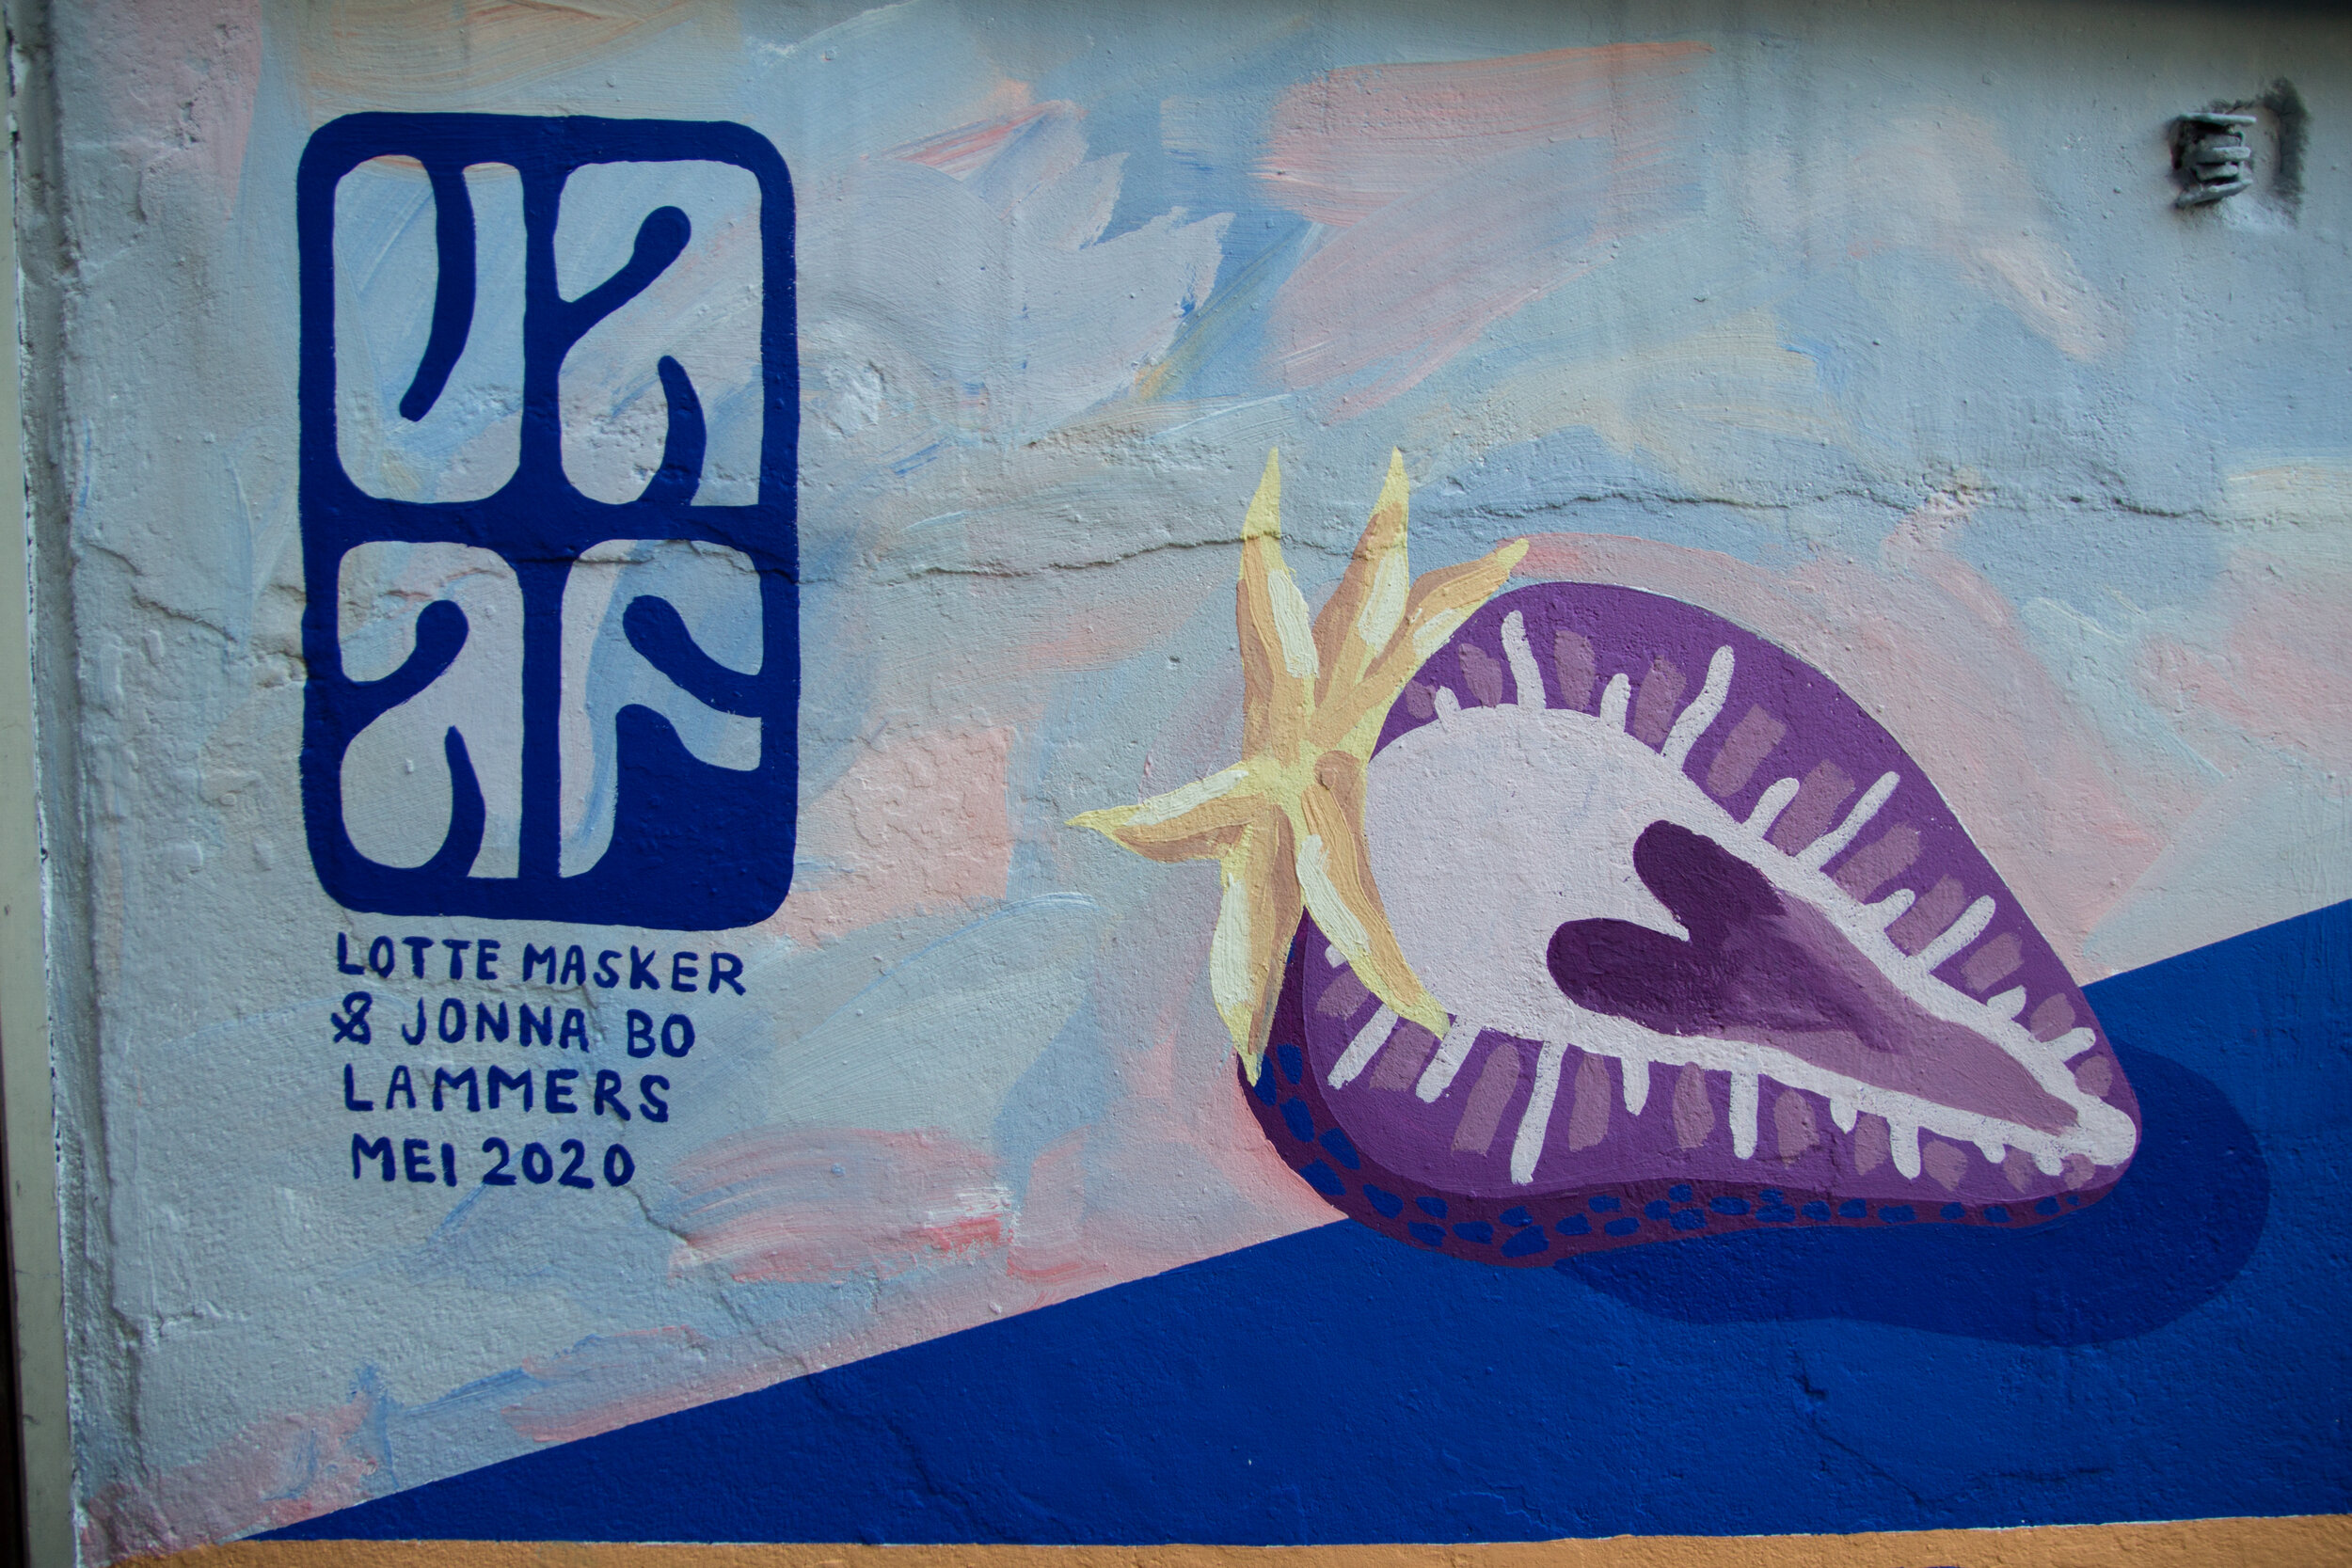 LOTTE MASKER
& JONNA BO
LAMMERS
MEI 2020